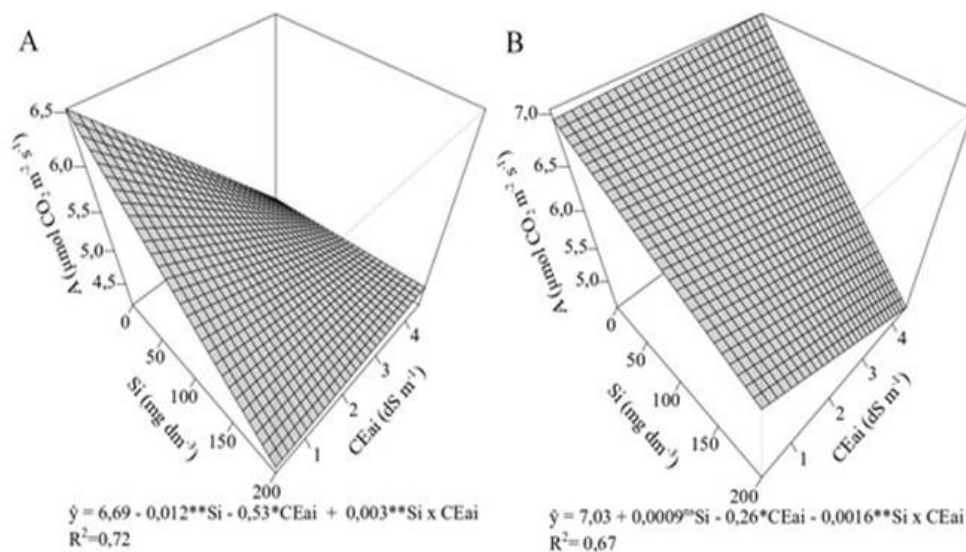 A
6,5
6,0
5,5
5,0
4,5
A (µmol CO₂ m⁻² s⁻¹)
0
50
100
150
200
Si (mg dm⁻³)
1
2
3
4
CEai (dS m⁻¹)
ŷ = 6,69 - 0,012**Si - 0,53*CEai + 0,003**Si x CEai
R²=0,72
B
7,0
6,5
6,0
5,5
5,0
A (µmol CO₂ m⁻² s⁻¹)
0
50
100
150
200
Si (mg dm⁻³)
1
2
3
4
CEai (dS m⁻¹)
ŷ = 7,03 + 0,0009ⁿˢSi - 0,26*CEai - 0,0016**Si x CEai
R²= 0,67